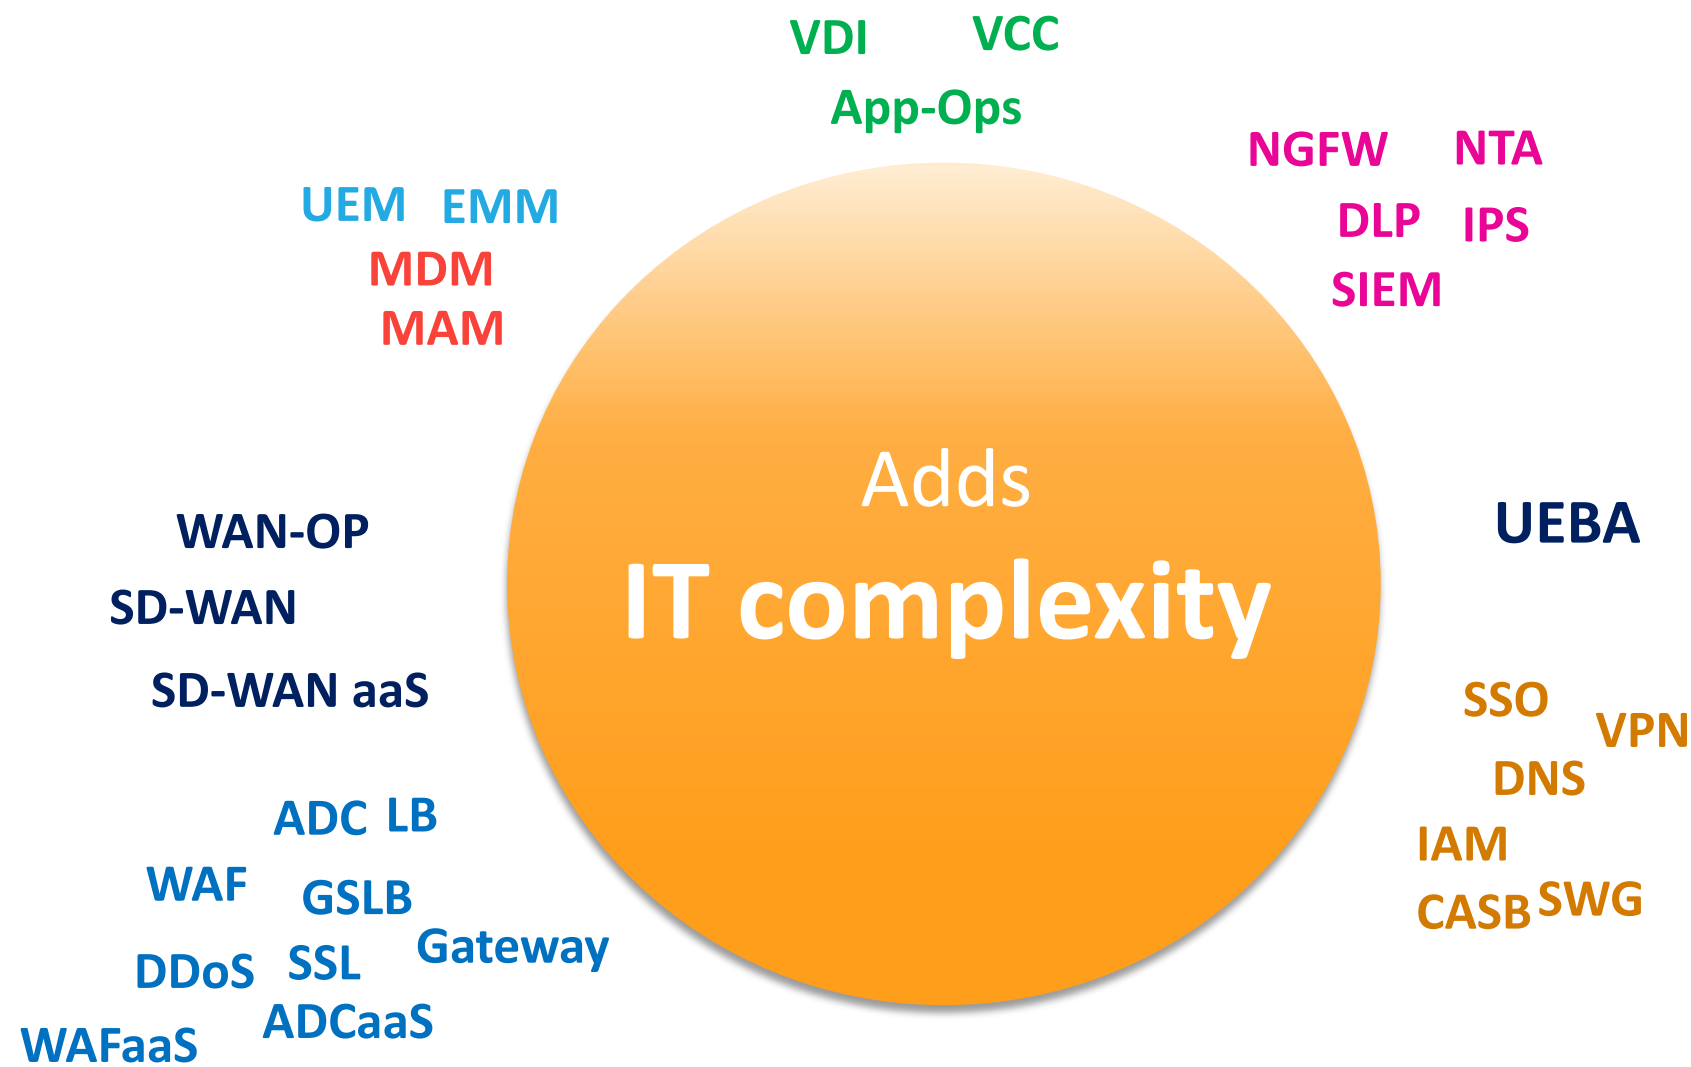 VDI VCC
App-Ops
NGFW NTA
DLP IPS
SIEM
UEM EMM
MDM
MAM
Adds
IT complexity
WAN-OP
SD-WAN
SD-WAN aaS
UEBA
SSO
VPN
DNS
IAM
CASB SWG
ADC LB
WAF GSLB
DDoS SSL Gateway
WAFaaS ADCaaS